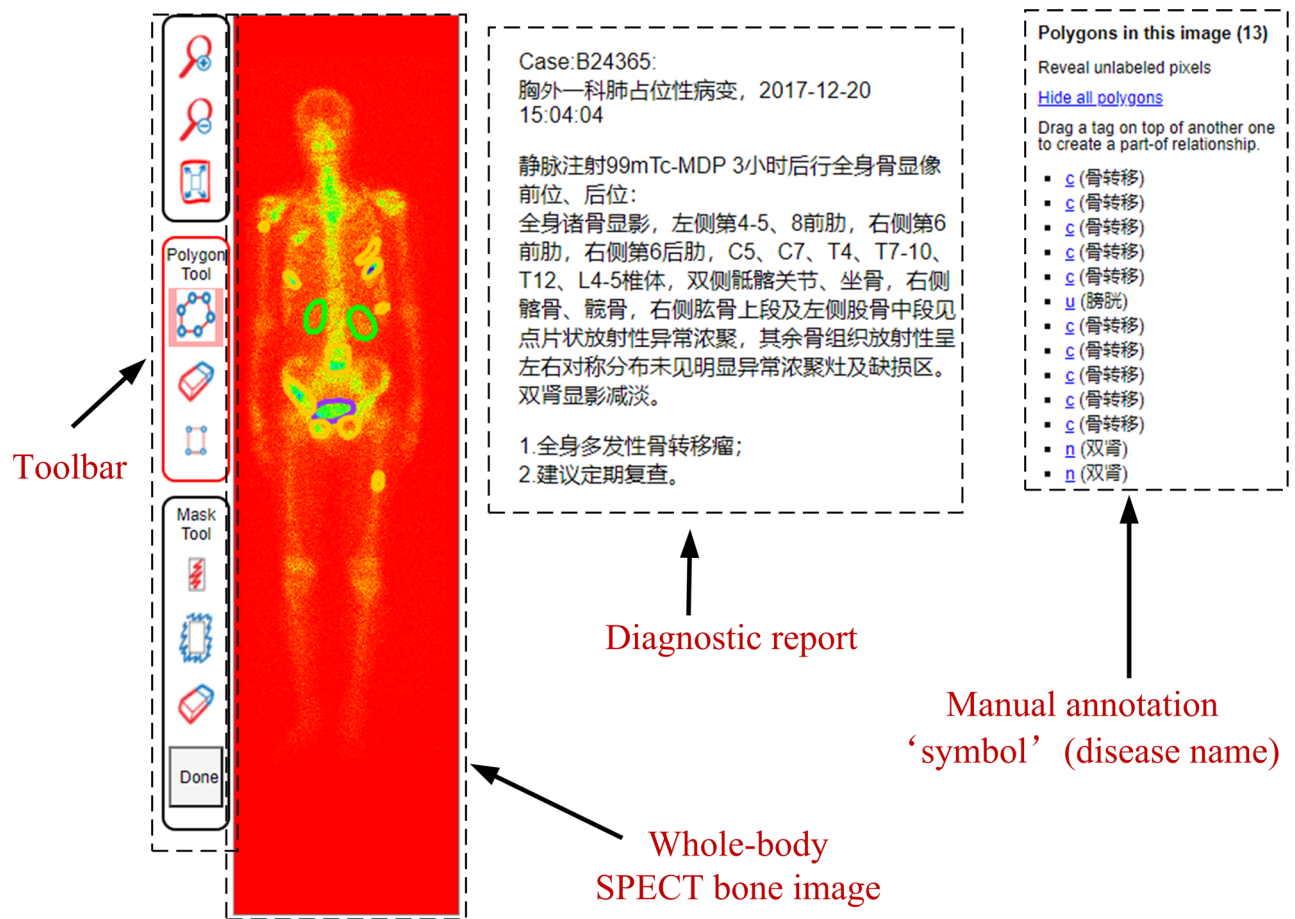 Polygon
Tool
Mask
Tool
Done
Toolbar
Case:B24365:
胸外一科肺占位性病变，2017-12-20
15:04:04
静脉注射99mTc-MDP 3小时后行全身骨显像
前位、后位：
全身诸骨显影，左侧第4-5、8前肋，右侧第6
前肋，右侧第6后肋，C5、C7、T4、T7-10、
T12、L4-5椎体，双侧骶髂关节、坐骨，右侧
髂骨、髋骨，右侧肱骨上段及左侧股骨中段见
点片状放射性异常浓聚，其余骨组织放射性呈
左右对称分布未见明显异常浓聚灶及缺损区。
双肾显影减淡。
1.全身多发性骨转移瘤；
2.建议定期复查。
Diagnostic report
Whole-body
SPECT bone image
Polygons in this image (13)
Reveal unlabeled pixels
Hide all polygons
Drag a tag on top of another one
to create a part-of relationship.
▪ c (骨转移)
▪ c (骨转移)
▪ c (骨转移)
▪ c (骨转移)
▪ c (骨转移)
▪ u (膀胱)
▪ c (骨转移)
▪ c (骨转移)
▪ c (骨转移)
▪ c (骨转移)
▪ c (骨转移)
▪ n (双肾)
▪ n (双肾)
Manual annotation
‘symbol’ (disease name)